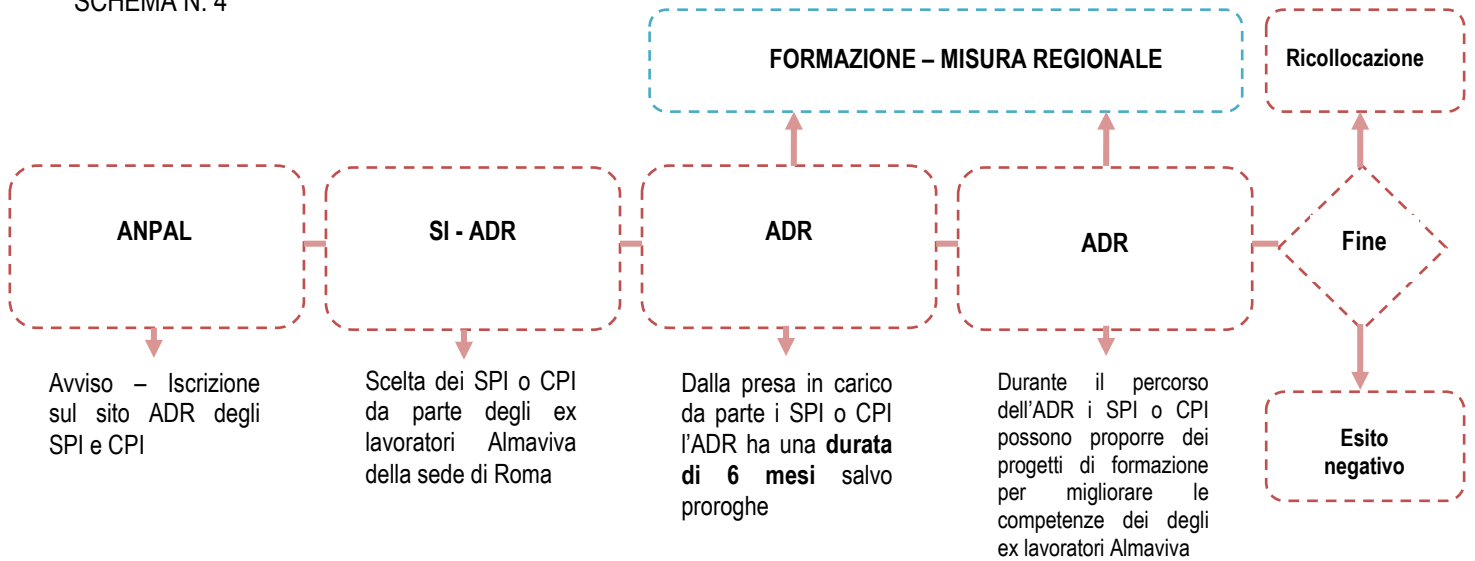 SCHEMA N. 4
FORMAZIONE – MISURA REGIONALE
Ricollocazione
ANPAL
SI - ADR
ADR
ADR
Fine
Avviso – Iscrizione
sul sito ADR degli
SPI e CPI
Scelta dei SPI o CPI
da parte degli ex
lavoratori Almaviva
della sede di Roma
Dalla presa in carico
da parte i SPI o CPI
l'ADR ha una durata
di 6 mesi salvo
proroghe
Durante il percorso
dell'ADR i SPI o CPI
possono proporre dei
progetti di formazione
per migliorare le
competenze dei degli
ex lavoratori Almaviva
Esito
negativo